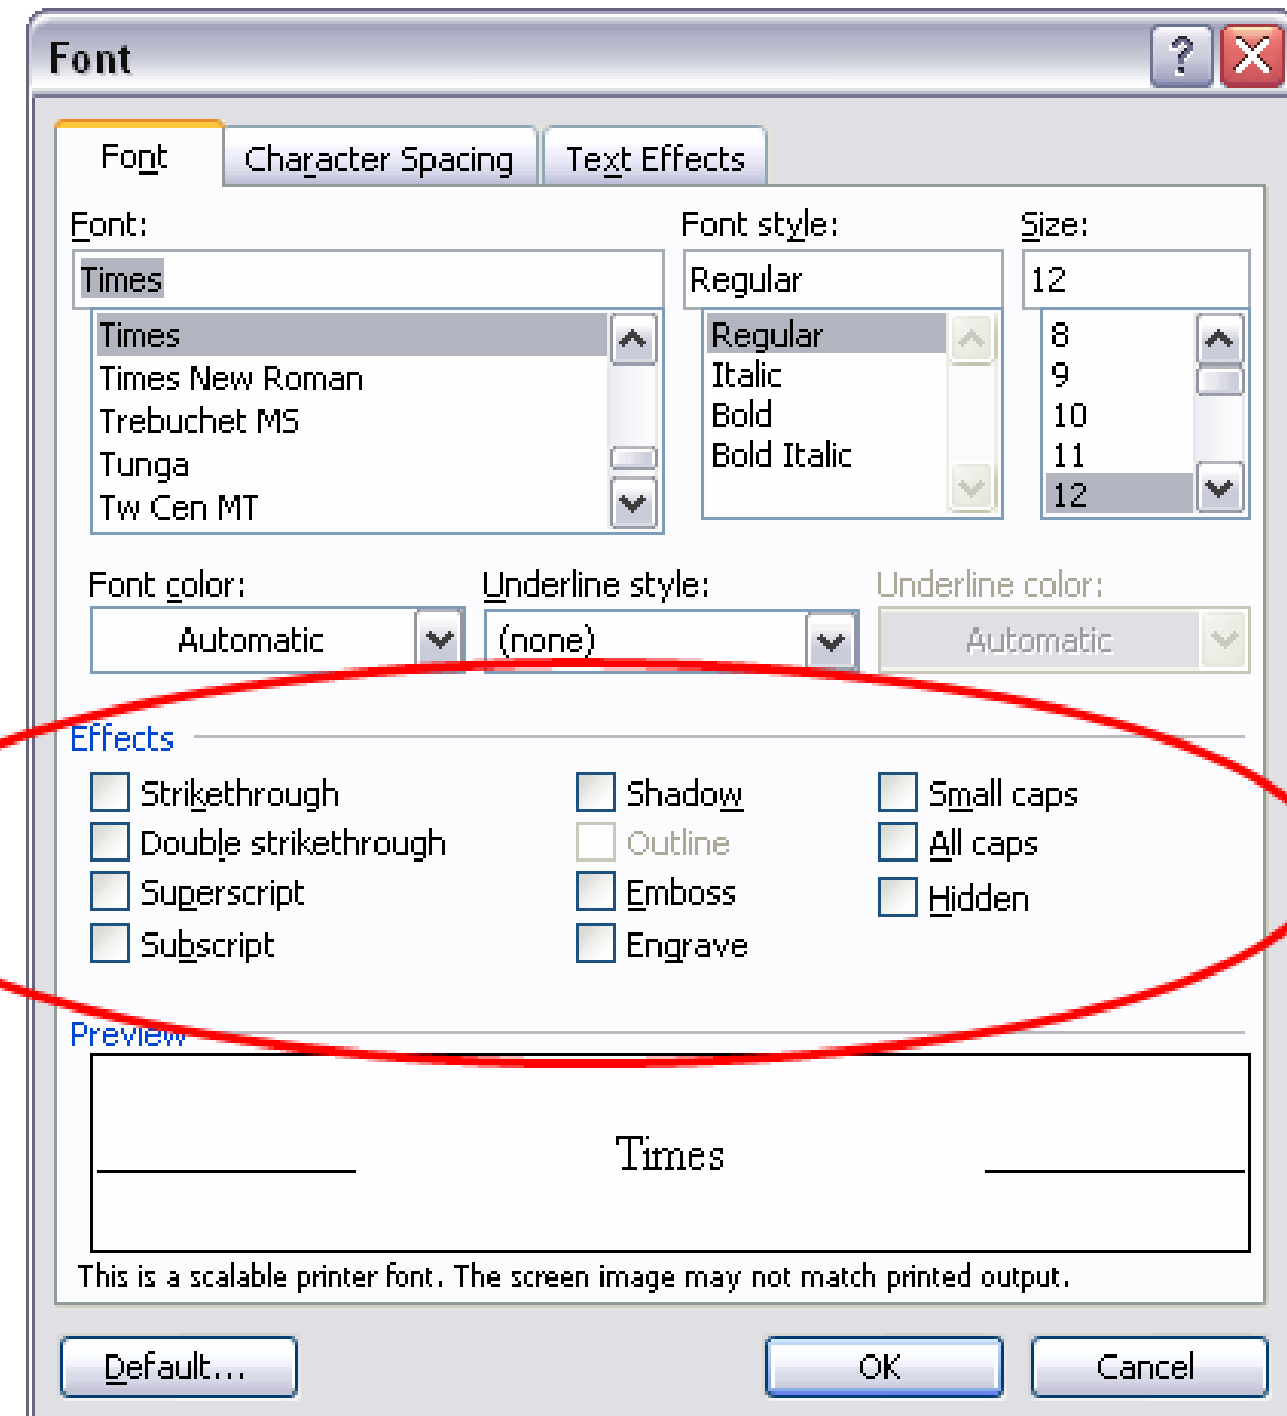 Font
Font Character Spacing Text Effects
Font: Font style: Size:
Times Regular 12
Times Regular 8
Times New Roman Italic 9
Trebuchet MS Bold 10
Tunga Bold Italic 11
Tw Cen MT 12
Font color: Underline style: Underline color:
Automatic (none) Automatic
Effects
Strikethrough Shadow Small caps
Double strikethrough Outline All caps
Superscript Emboss Hidden
Subscript Engrave
Preview
Times
This is a scalable printer font. The screen image may not match printed output.
Default... OK Cancel